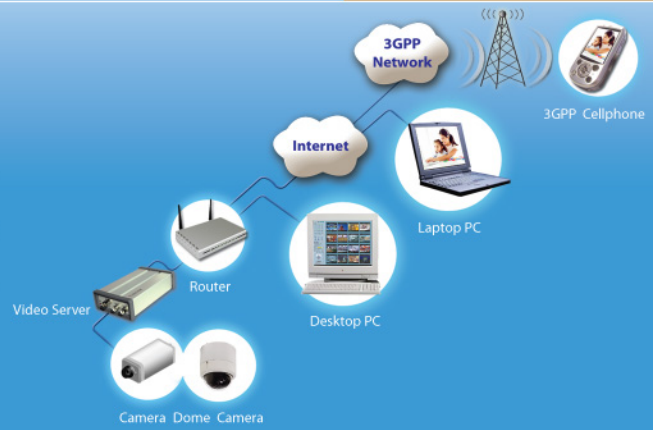 3GPP
Network
3GPP Cellphone
Internet
Laptop PC
Router
Video Server
Desktop PC
Camera Dome Camera